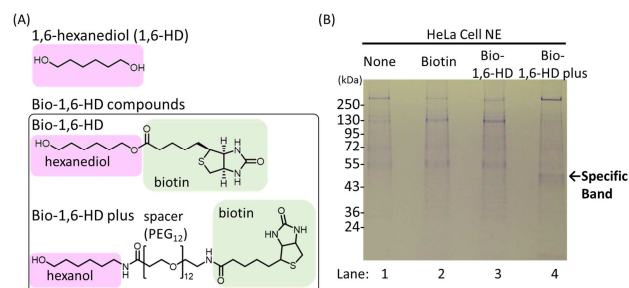 (A)
1,6-hexanediol (1,6-HD)
HO
OH
Bio-1,6-HD compounds
Bio-1,6-HD
HO
O
O
H
HN
O
S
H
N
H
hexanediol
biotin
Bio-1,6-HD plus
spacer
(PEG12)
biotin
HO
N
H
O
O
12
H
N
O
O
HN
NH
S
hexanol
(B)
HeLa Cell NE
None
Biotin
Bio-
1,6-HD
Bio-
1,6-HD plus
(kDa)
250
130
95
72
55
43
36
24
←Specific
Band
Lane: 1 2 3 4